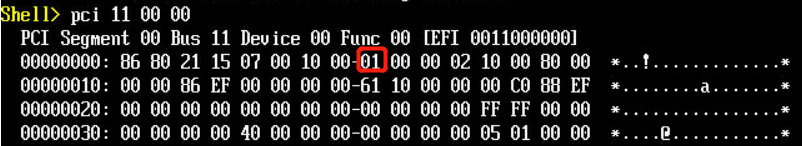 Shell> pci 11 00 00
PCI Segment 00 Bus 11 Device 00 Func 00 [EFI 0011000000]
00000000: 86 80 21 15 07 00 10 00-01 00 00 02 10 00 80 00 *..!.............*
00000010: 00 00 86 EF 00 00 00 00-61 10 00 00 00 C0 88 EF *........a.......*
00000020: 00 00 00 00 00 00 00 00-00 00 00 00 FF FF 00 00 *................*
00000030: 00 00 00 00 40 00 00 00-00 00 00 00 05 01 00 00 *....@...........*